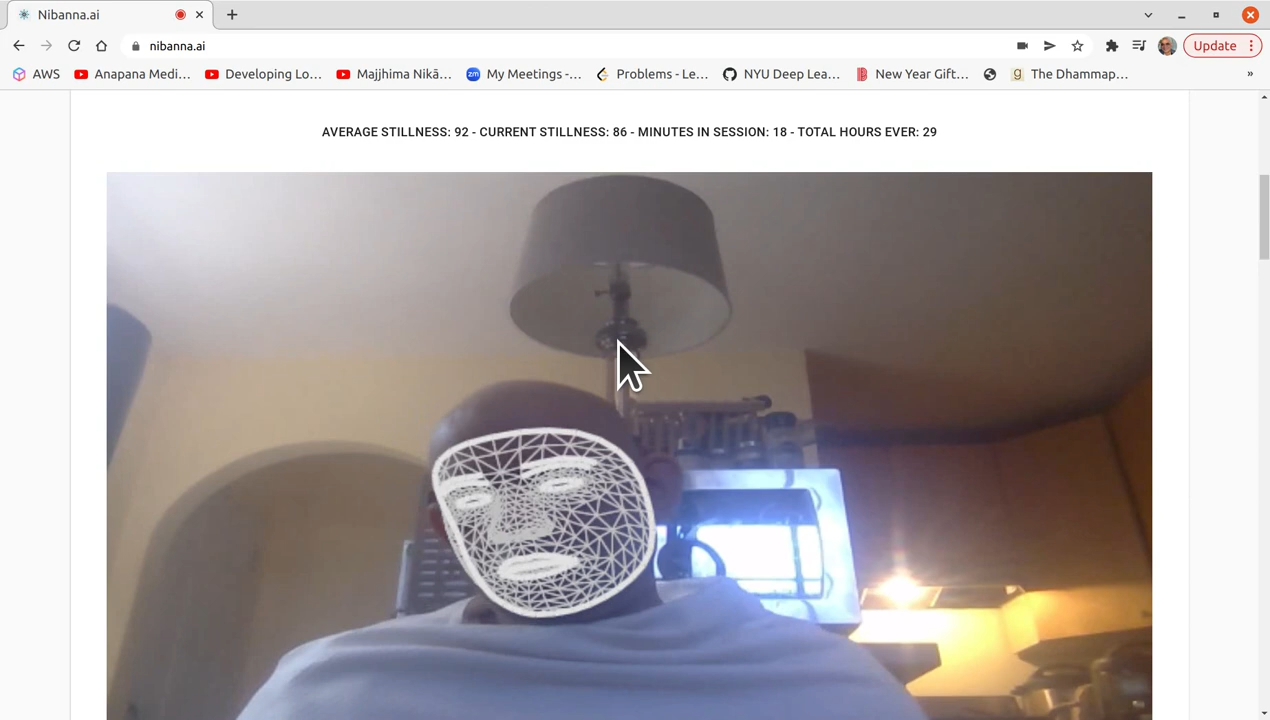 Nibanna.ai
nibanna.ai
Update
AWS
Anapana Medi...
Developing Lo...
Majjhima Nikā...
zm
My Meetings -...
Problems - Le...
NYU Deep Lea...
New Year Gift...
g
The Dhammap...
AVERAGE STILLNESS: 92 - CURRENT STILLNESS: 86 - MINUTES IN SESSION: 18 - TOTAL HOURS EVER: 29